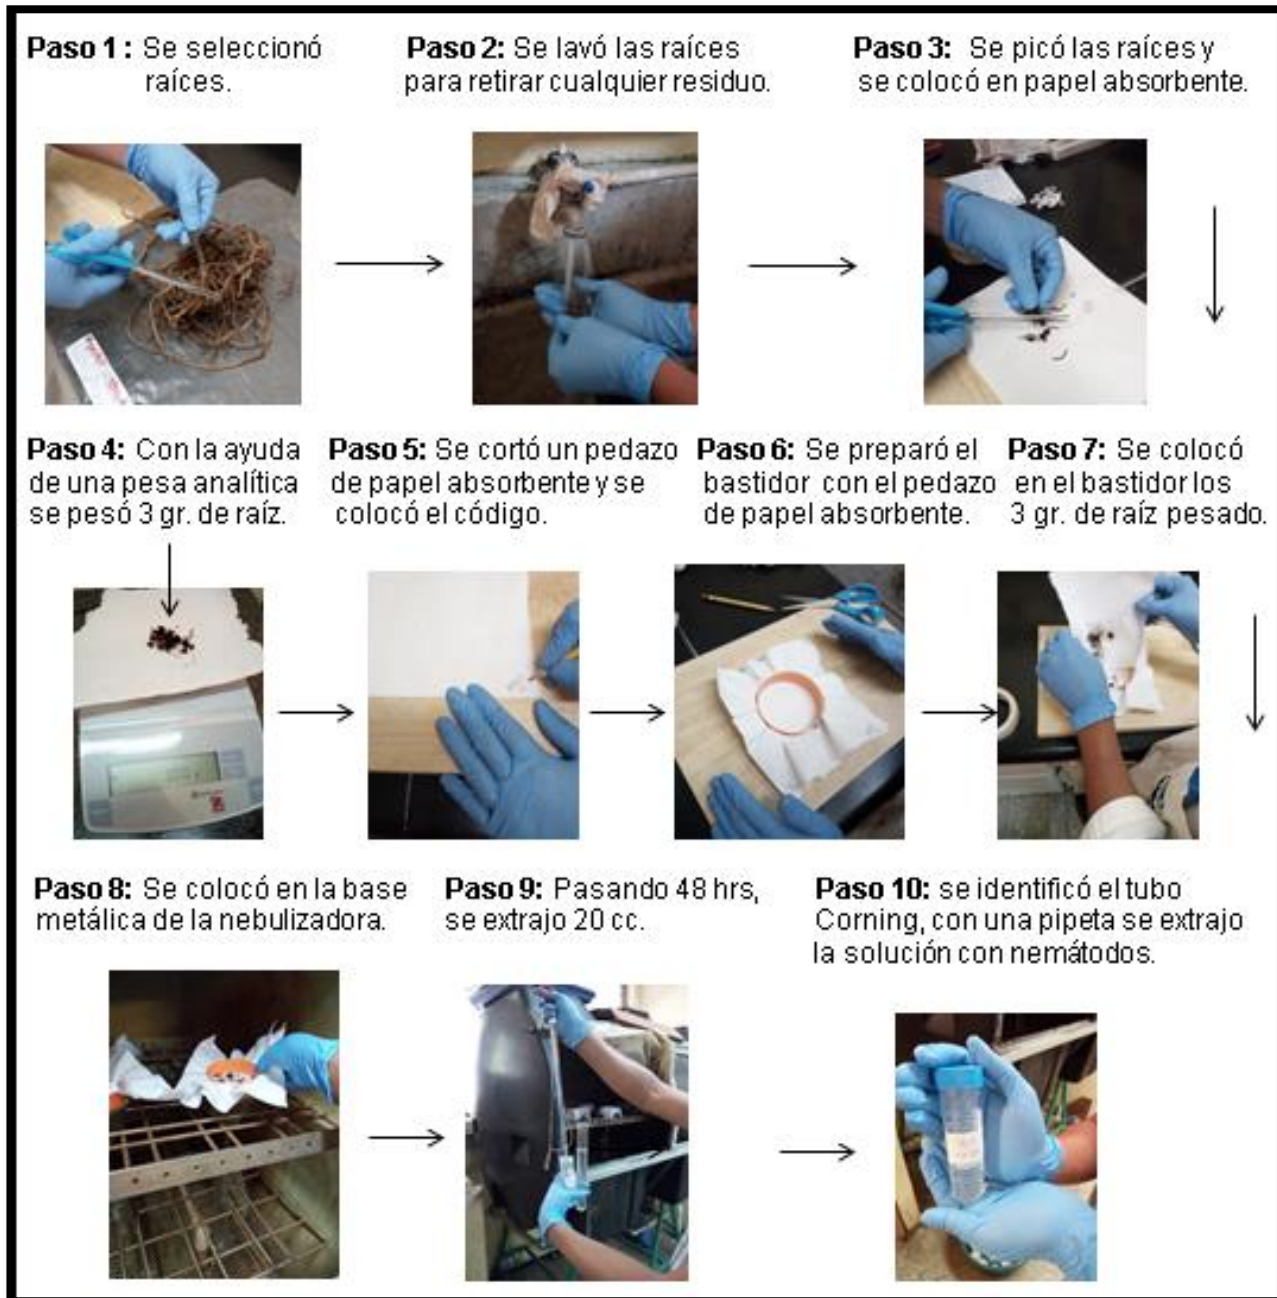 Paso 1 : Se seleccionó
raíces.
Paso 2: Se lavó las raíces
para retirar cualquier residuo.
Paso 3: Se picó las raíces y
se colocó en papel absorbente.
Paso 4: Con la ayuda
de una pesa analítica
se pesó 3 gr. de raíz.
Paso 5: Se cortó un pedazo
de papel absorbente y se
colocó el código.
Paso 6: Se preparó el
bastidor con el pedazo
de papel absorbente.
Paso 7: Se colocó
en el bastidor los
3 gr. de raíz pesado.
Paso 8: Se colocó en la base
metálica de la nebulizadora.
Paso 9: Pasando 48 hrs,
se extrajo 20 cc.
Paso 10: se identificó el tubo
Corning, con una pipeta se extrajo
la solución con nemátodos.